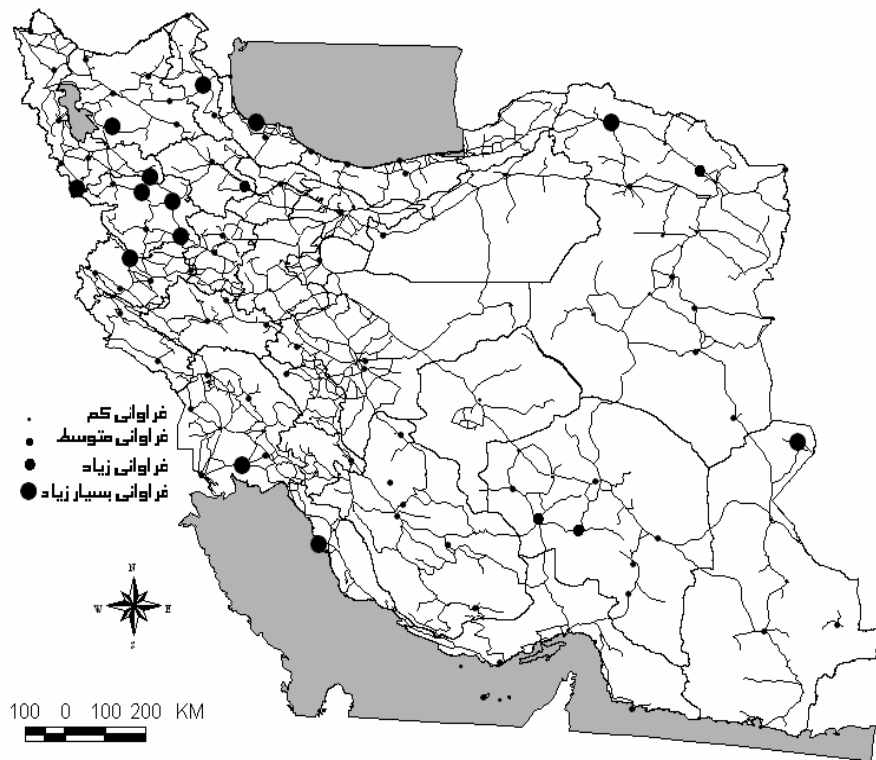 فراوانی کم
فراوانی متوسط
فراوانی زیاد
فراوانی بسیار زیاد
N
W E
S
100 0 100 200 KM